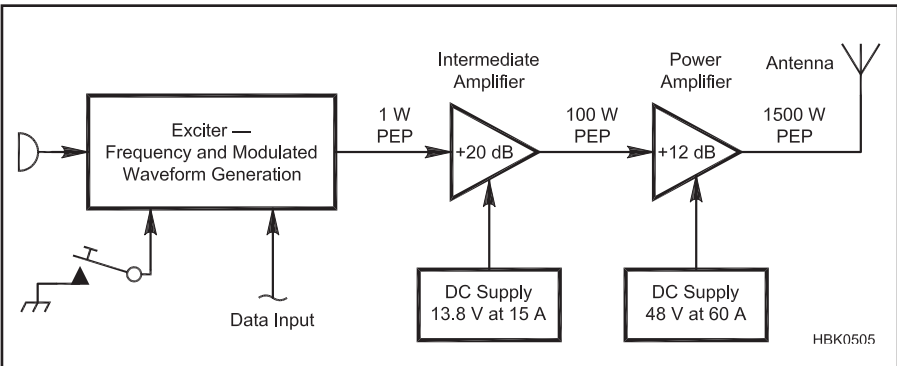 Intermediate
Amplifier
Power
Amplifier
Antenna
Exciter —
Frequency and Modulated
Waveform Generation
1 W
PEP
+20 dB
100 W
PEP
+12 dB
1500 W
PEP
Data Input
DC Supply
13.8 V at 15 A
DC Supply
48 V at 60 A
HBK0505